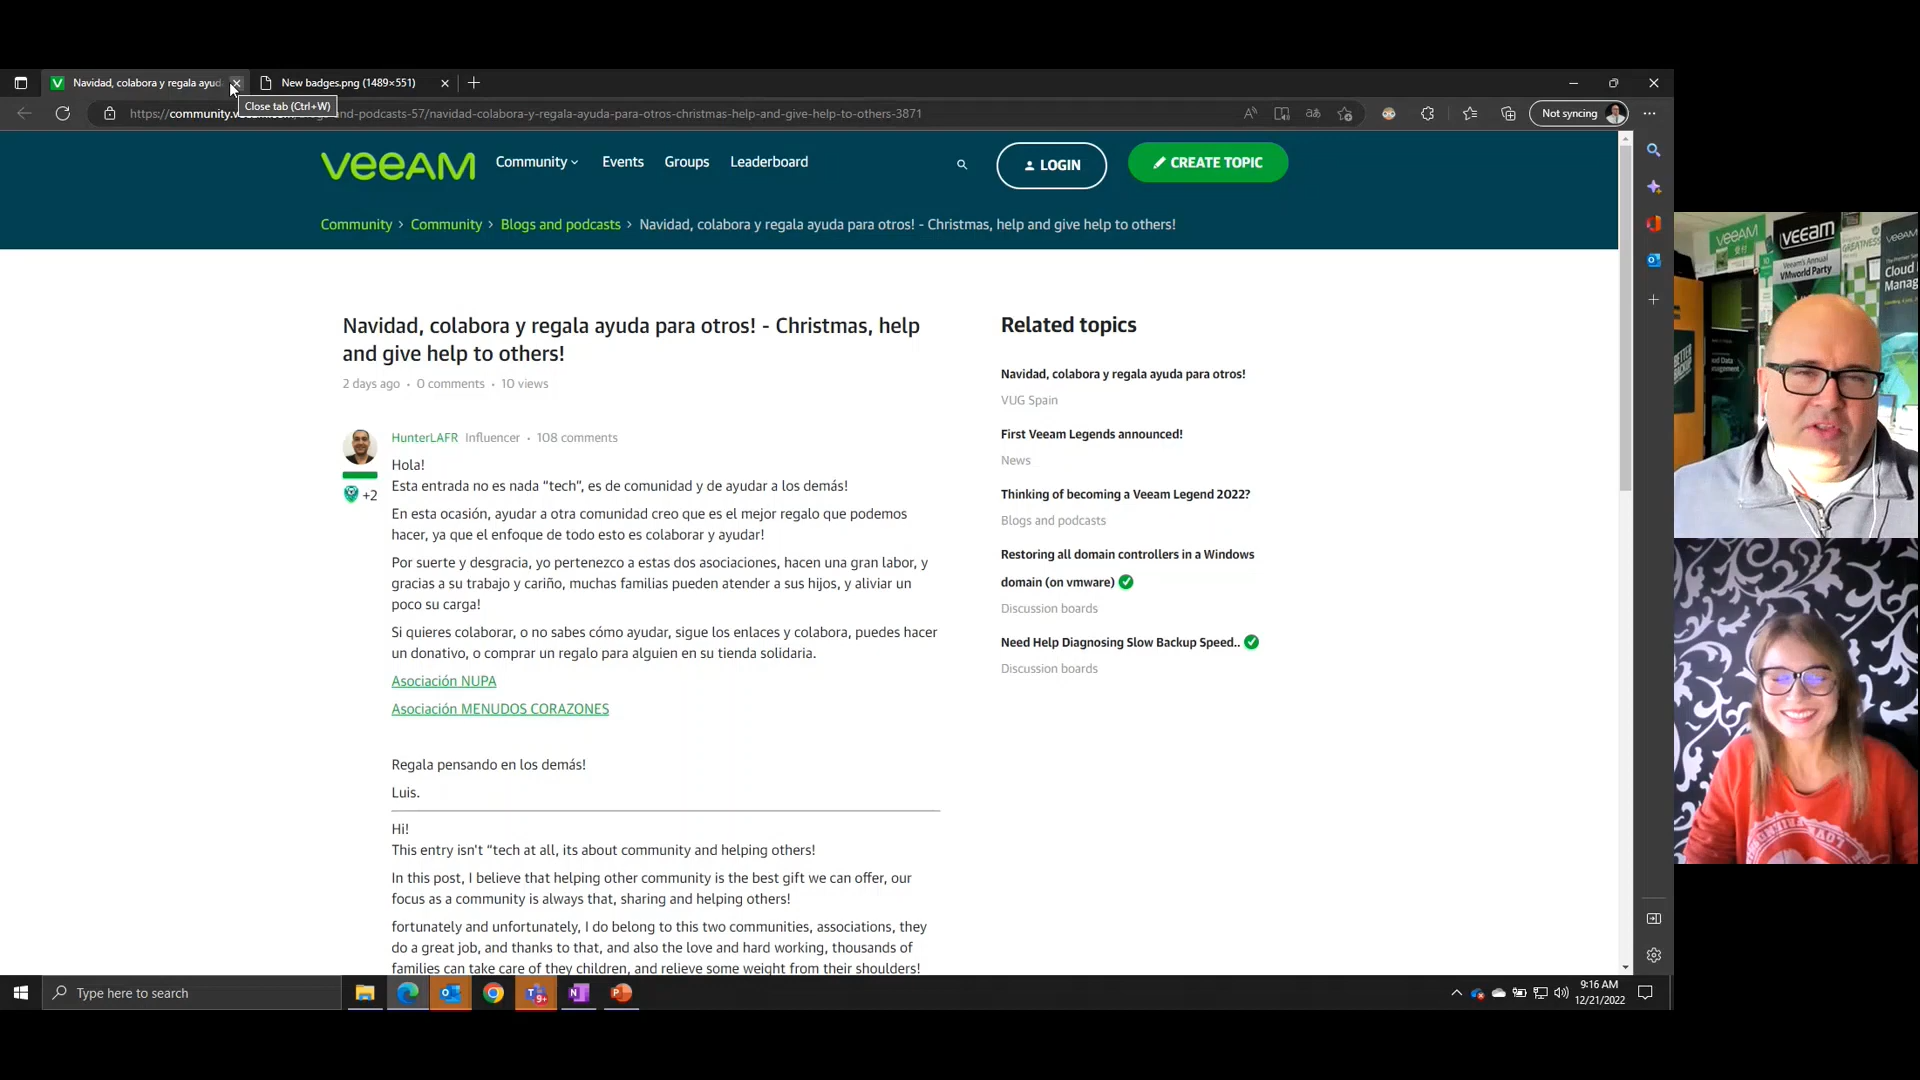 Navidad, colabora y regala ayud
New badges.png (1489×551)
Close tab (Ctrl+W)
and-podcasts-57/navidad-colabora-y-regala-ayuda-para-otros-christmas-help-and-give-help-to-others-3871
Not syncing
veeam
Community
Events
Groups
Leaderboard
LOGIN
CREATE TOPIC
Community > Community > Blogs and podcasts > Navidad, colabora y regala ayuda para otros! - Christmas, help and give help to others!
Navidad, colabora y regala ayuda para otros! - Christmas, help
and give help to others!
2 days ago • 0 comments • 10 views
HunterLAFR Influencer • 108 comments
+2
Hola!
Esta entrada no es nada “tech”, es de comunidad y de ayudar a los demás!
En esta ocasión, ayudar a otra comunidad creo que es el mejor regalo que podemos
hacer, ya que el enfoque de todo esto es colaborar y ayudar!
Por suerte y desgracia, yo pertenezco a estas dos asociaciones, hacen una gran labor, y
gracias a su trabajo y cariño, muchas familias pueden atender a sus hijos, y aliviar un
poco su carga!
Si quieres colaborar, o no sabes cómo ayudar, sigue los enlaces y colabora, puedes hacer
un donativo, o comprar un regalo para alguien en su tienda solidaria.
Asociación NUPA
Asociación MENUDOS CORAZONES
Regala pensando en los demás!
Luis.
Hi!
This entry isn't “tech at all, its about community and helping others!
In this post, I believe that helping other community is the best gift we can offer, our
focus as a community is always that, sharing and helping others!
fortunately and unfortunately, I do belong to this two communities, associations, they
do a great job, and thanks to that, and also the love and hard working, thousands of
families can take care of they children, and relieve some weight from their shoulders!
Related topics
Navidad, colabora y regala ayuda para otros!
VUG Spain
First Veeam Legends announced!
News
Thinking of becoming a Veeam Legend 2022?
Blogs and podcasts
Restoring all domain controllers in a Windows
domain (on vmware)
Discussion boards
Need Help Diagnosing Slow Backup Speed..
Discussion boards
veeam
veeam
GREATNESS
Veeam's Annual
VMworld Party
Cloud
Manag
BETTER
BACKUP
Type here to search
9:16 AM
12/21/2022